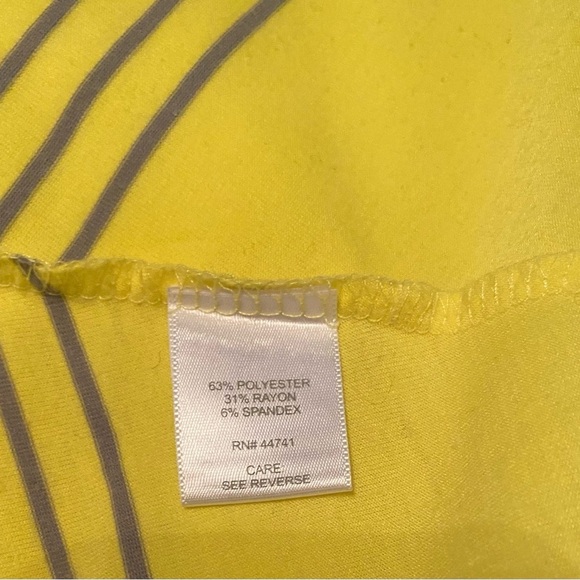 63% POLYESTER
31% RAYON
6% SPANDEX
RN# 44741
CARE:
SEE REVERSE